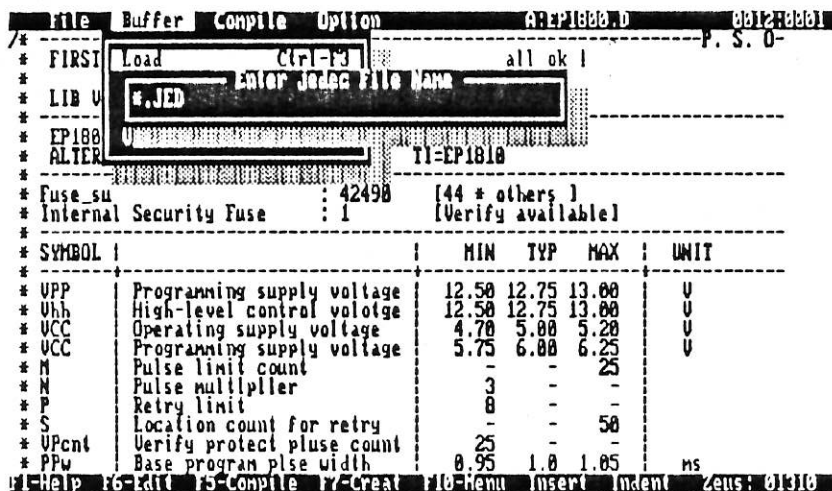 File Buffer Compile Option A:EP1800.D 0012:0001
/* P. S. O-
* FIRST Load Ctrl-F3 all ok !
* Enter Jedec File Name
* LIB V *.JED
*
* EP180 V
* ALTER TI=EP1810
*
* Fuse_su : 42490 [44 * others ]
* Internal Security Fuse : 1 [Verify available]
*
* SYMBOL | | MIN TYP MAX | UNIT
*
* VPP | Programming supply voltage | 12.50 12.75 13.00 | V
* Vhh | High-level control volotge | 12.50 12.75 13.00 | V
* VCC | Operating supply voltage | 4.70 5.00 5.20 | V
* VCC | Programming supply voltage | 5.75 6.00 6.25 | V
* M | Pulse limit count | - - 25 |
* N | Pulse multiplier | 3 - - |
* P | Retry limit | 8 - - |
* S | Location count for retry | - - 50 |
* VPcnt | Verify protect pluse count | 25 - - |
* PPw | Base program plse width | 0.95 1.0 1.05 | ms
F1-Help F6-Edit F5-Compile F7-Creat F10-Menu Insert Indent Zeus: 01310